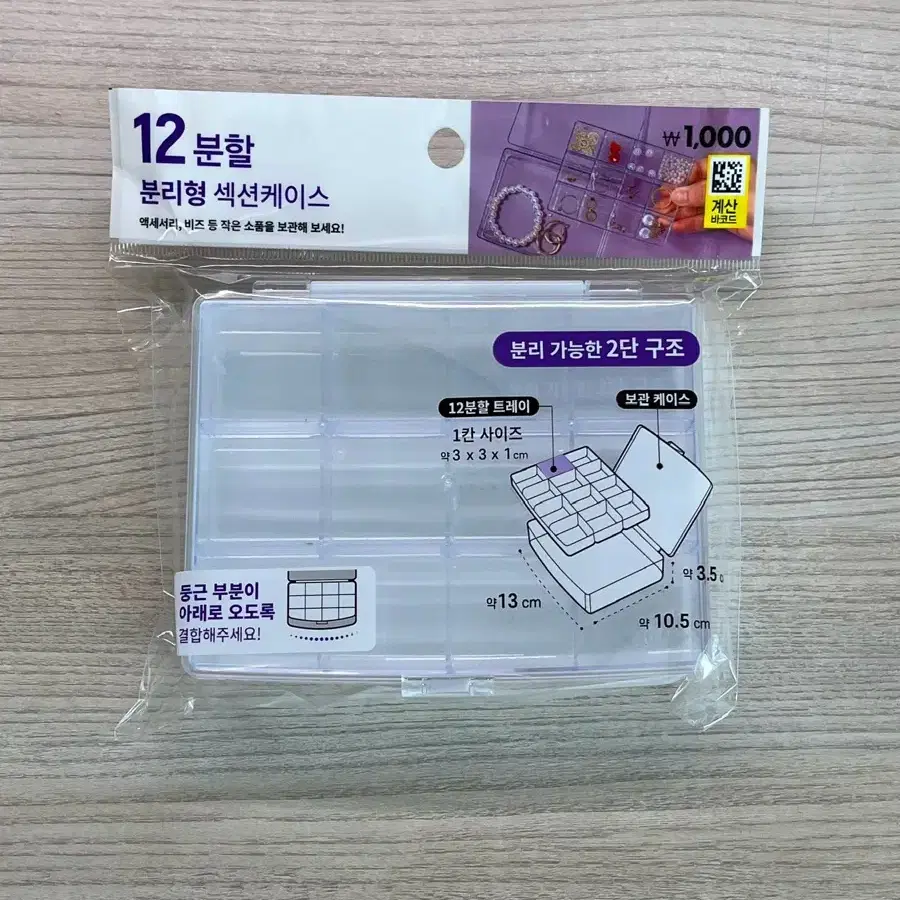 12 분할
분리형 섹션케이스
액세서리, 비즈 등 작은 소품을 보관해 보세요!
₩1,000
계산
바코드
분리 가능한 2단 구조
12분할 트레이
보관 케이스
1칸 사이즈
약 3 x 3 x 1 cm
약 13 cm
약 3.5
약 10.5 cm
둥근 부분이
아래로 오도록
결합해주세요!